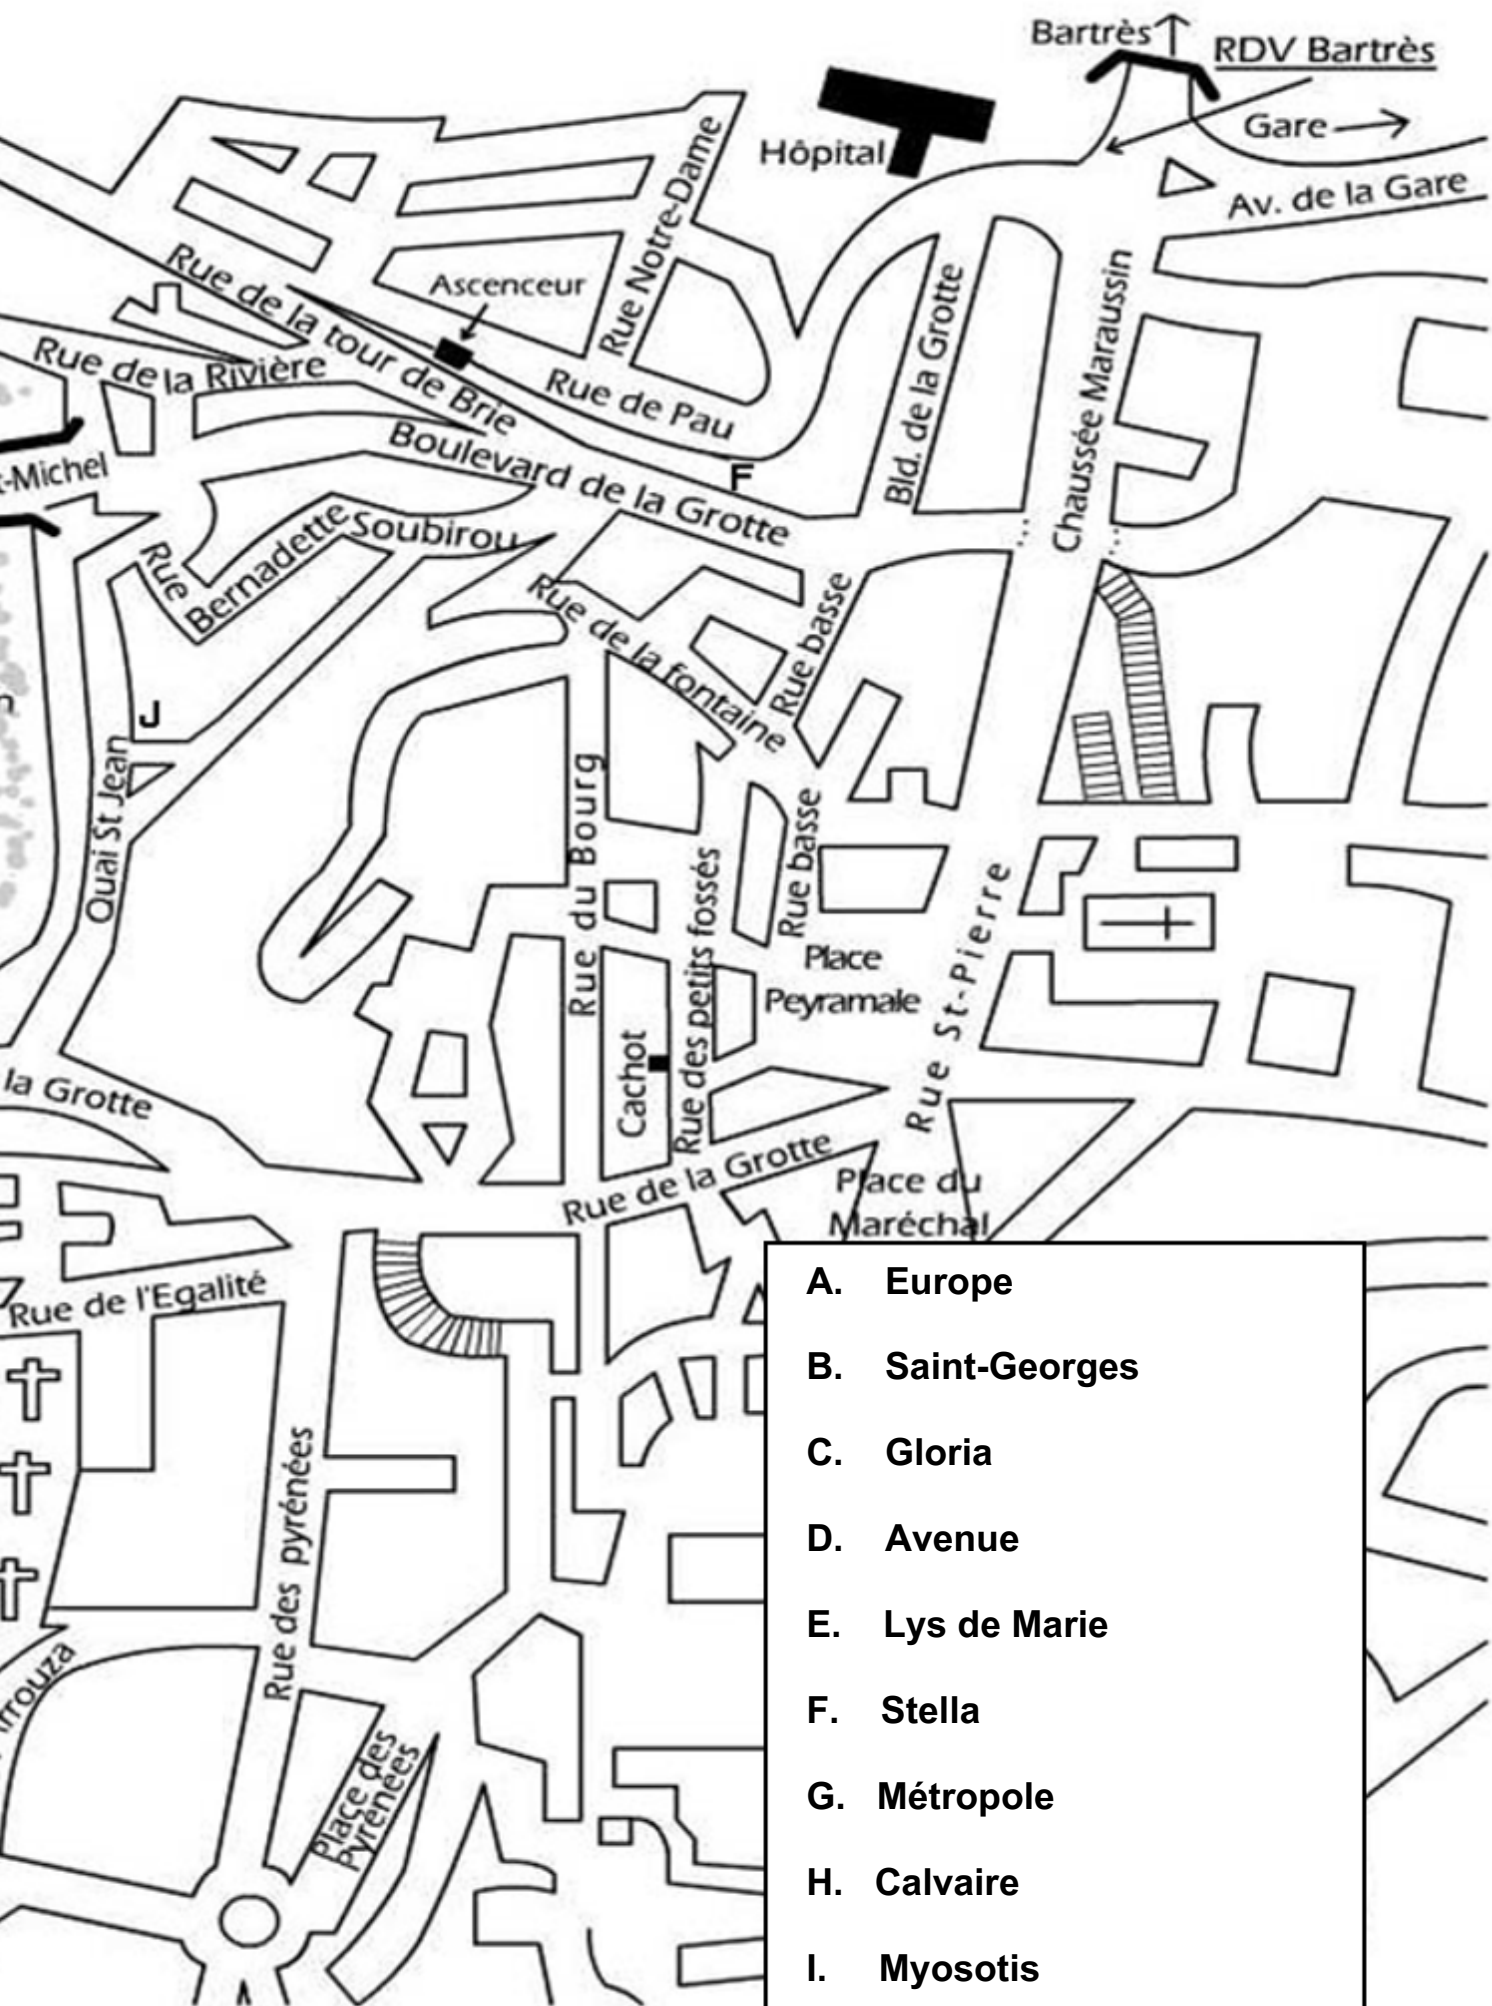 Bartrès
RDV Bartrès
Gare
Hôpital
Av. de la Gare
Rue Notre-Dame
Ascenceur
Rue de la tour de Brie
Rue de la Rivière
Rue de Pau
Bld. de la Grotte
Chaussée Maraussin
Boulevard de la Grotte
F
t-Michel
Rue Bernadette Soubirou
Rue de la fontaine
Rue basse
J
Quai St Jean
Rue du Bourg
Rue des petits fossés
Rue basse
Place
Peyramale
Rue St-Pierre
Cachot
la Grotte
Rue de la Grotte
Place du
Maréchal
Rue de l'Egalité
Rue des pyrénées
Place des
Pyrénées
A. Europe
B. Saint-Georges
C. Gloria
D. Avenue
E. Lys de Marie
F. Stella
G. Métropole
H. Calvaire
I. Myosotis